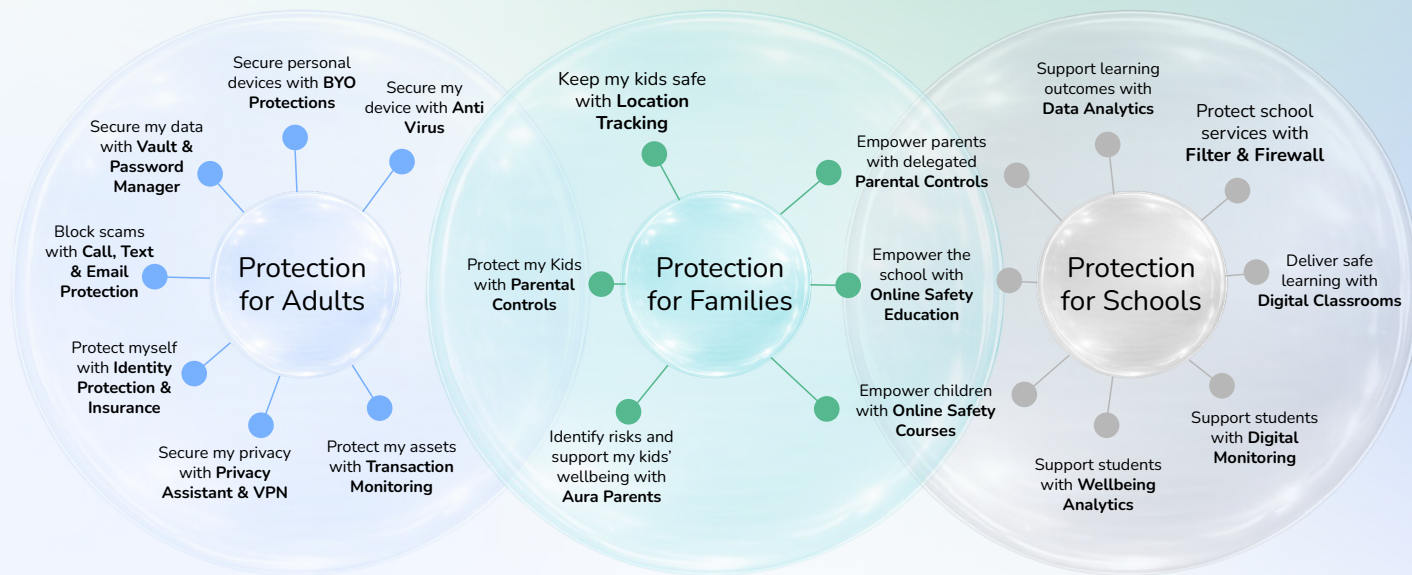 Secure personal
devices with BYO
Protections
Secure my
device with Anti
Virus
Secure my data
with Vault &
Password
Manager
Block scams
with Call, Text
& Email
Protection
Protection
for Adults
Protect myself
with Identity
Protection &
Insurance
Secure my privacy
with Privacy
Assistant & VPN
Protect my assets
with Transaction
Monitoring
Keep my kids safe
with Location
Tracking
Protect my Kids
with Parental
Controls
Protection
for Families
Identify risks and
support my kids’
wellbeing with
Aura Parents
Empower parents
with delegated
Parental Controls
Empower the
school with
Online Safety
Education
Empower children
with Online Safety
Courses
Support learning
outcomes with
Data Analytics
Protect school
services with
Filter & Firewall
Protection
for Schools
Deliver safe
learning with
Digital Classrooms
Support students
with Digital
Monitoring
Support students
with Wellbeing
Analytics